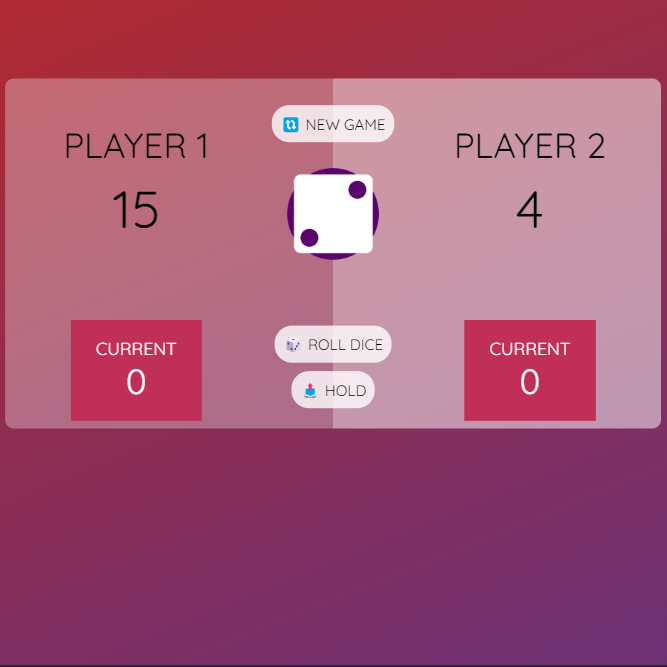 PLAYER 1
15
CURRENT
0
NEW GAME
ROLL DICE
HOLD
PLAYER 2
4
CURRENT
0